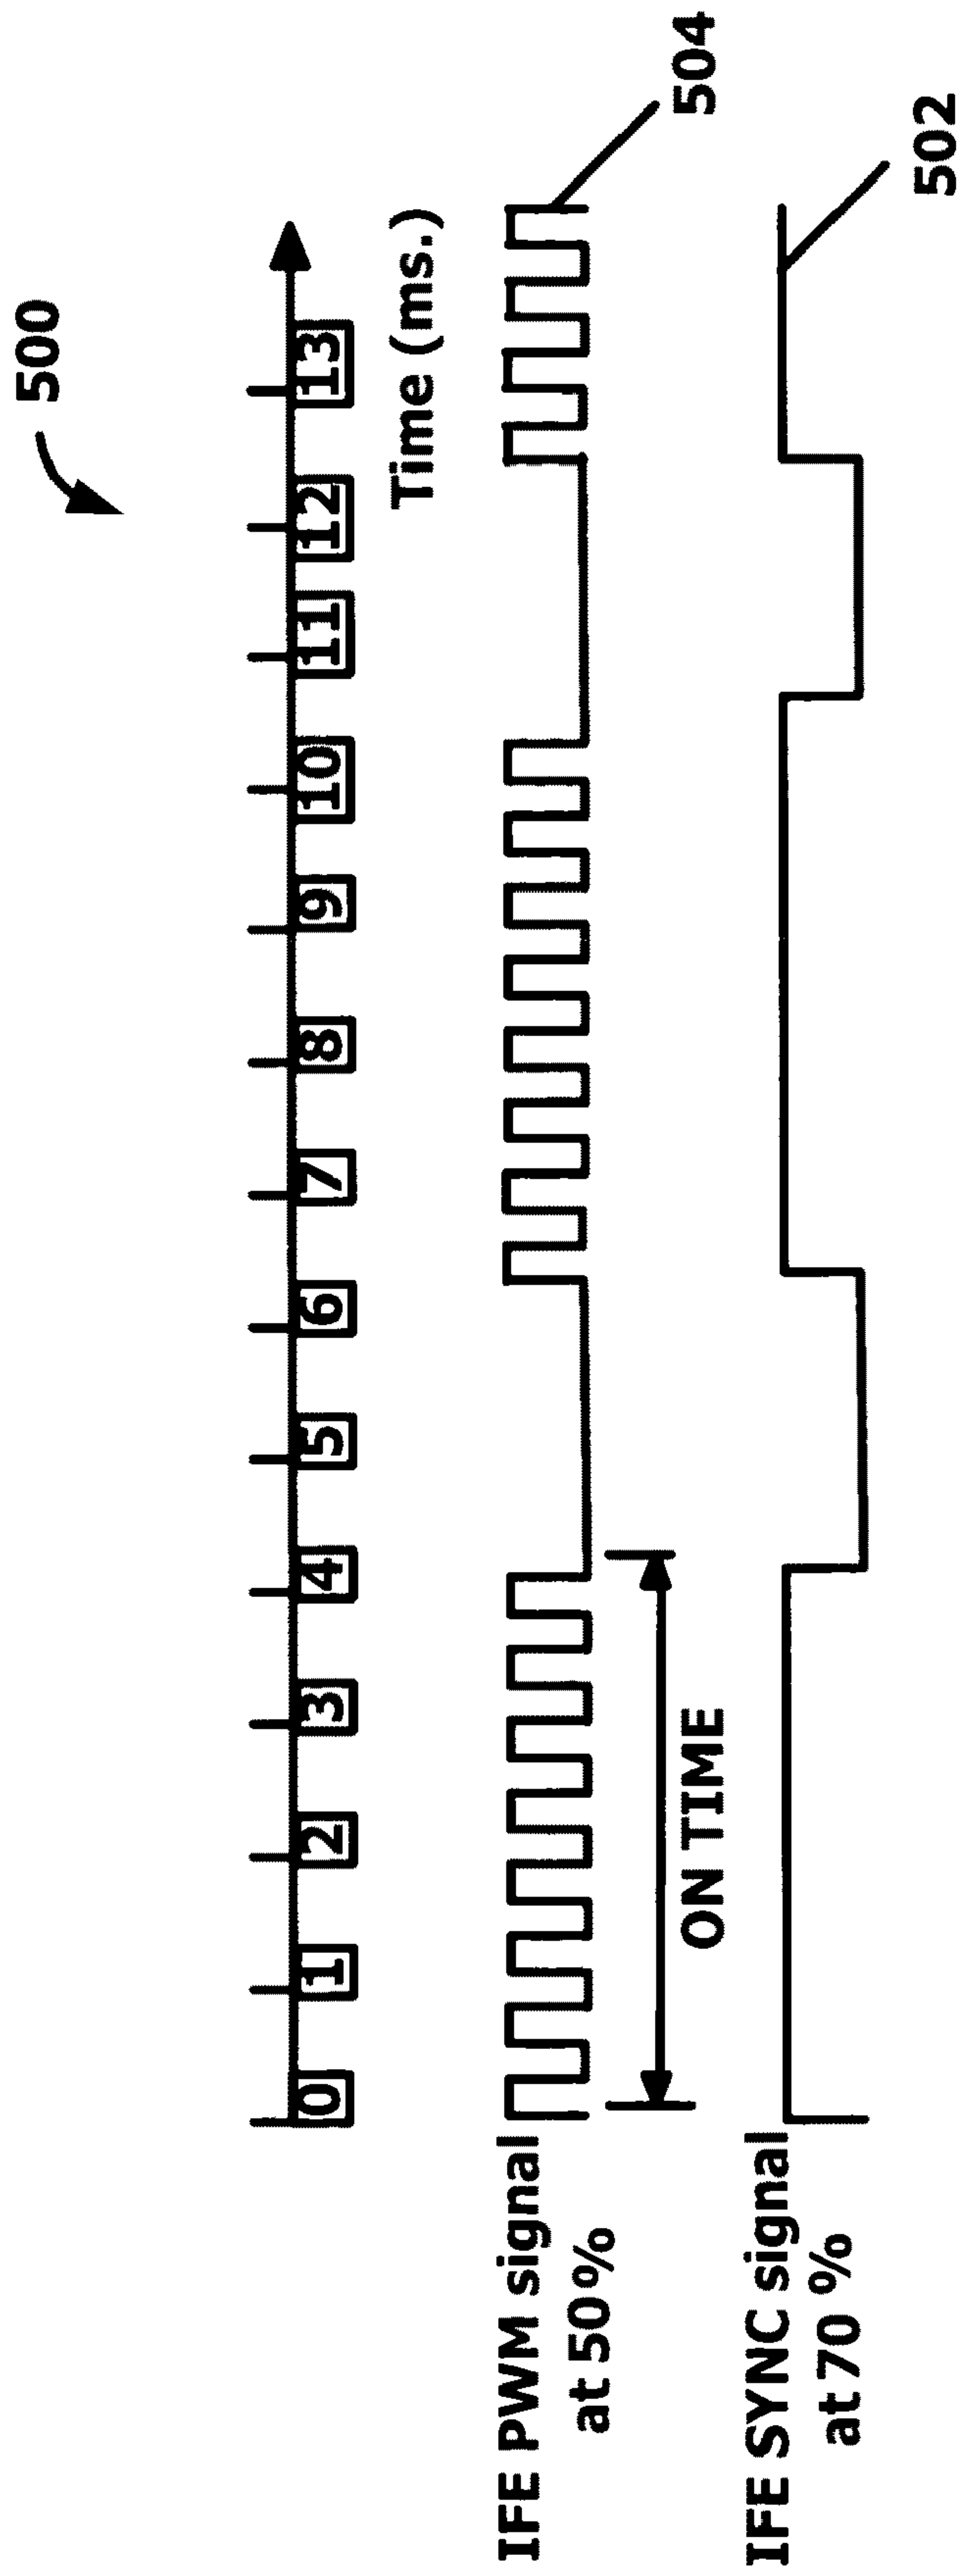 500
0 1 2 3 4 5 6 7 8 9 10 11 12 13
Time (ms.)
IFE PWM signal
at 50%
504
ON TIME
IFE SYNC signal
at 70 %
502